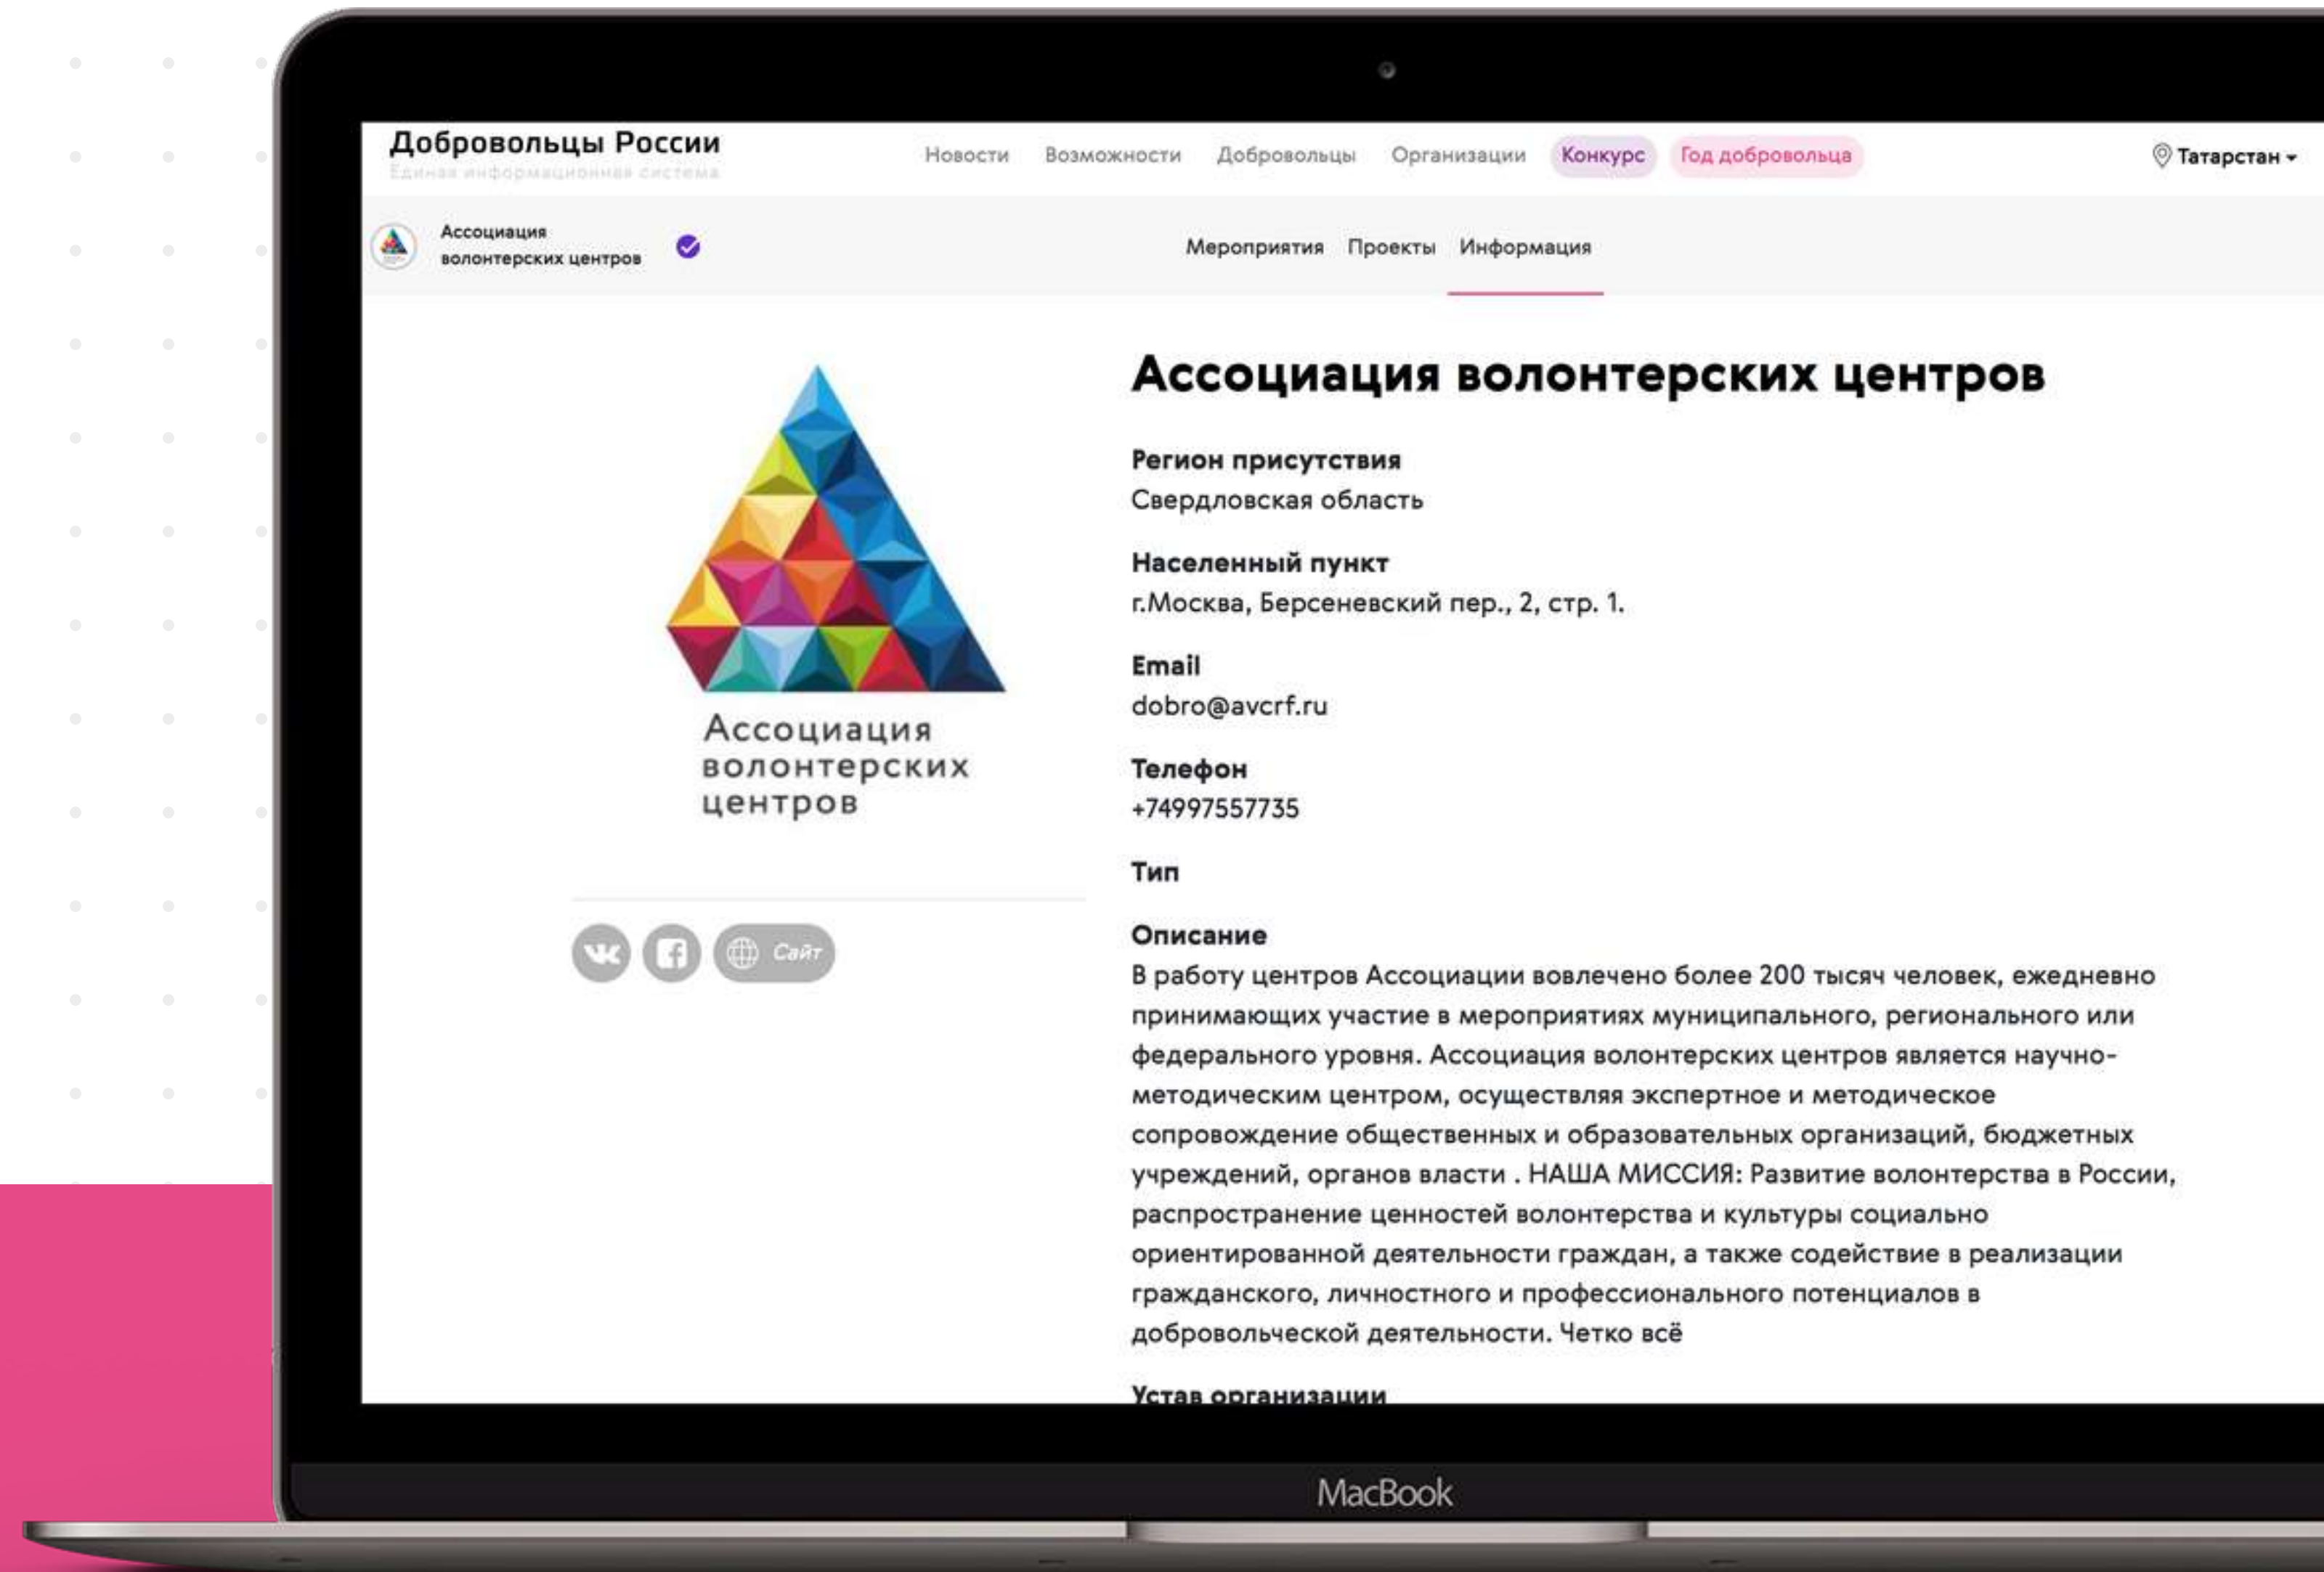 Добровольцы России
Единая информационная система
Новости Возможности Добровольцы Организации Конкурс Год добровольца
Татарстан
Ассоциация
волонтерских центров
Мероприятия Проекты Информация
Ассоциация
волонтерских
центров
Сайт
Ассоциация волонтерских центров
Регион присутствия
Свердловская область
Населенный пункт
г.Москва, Берсеневский пер., 2, стр. 1.
Email
dobro@avcrf.ru
Телефон
+74997557735
Тип
Описание
В работу центров Ассоциации вовлечено более 200 тысяч человек, ежедневно
принимающих участие в мероприятиях муниципального, регионального или
федерального уровня. Ассоциация волонтерских центров является научно-
методическим центром, осуществляя экспертное и методическое
сопровождение общественных и образовательных организаций, бюджетных
учреждений, органов власти . НАША МИССИЯ: Развитие волонтерства в России,
распространение ценностей волонтерства и культуры социально
ориентированной деятельности граждан, а также содействие в реализации
гражданского, личностного и профессионального потенциалов в
добровольческой деятельности. Четко всё
Устав организации
MacBook